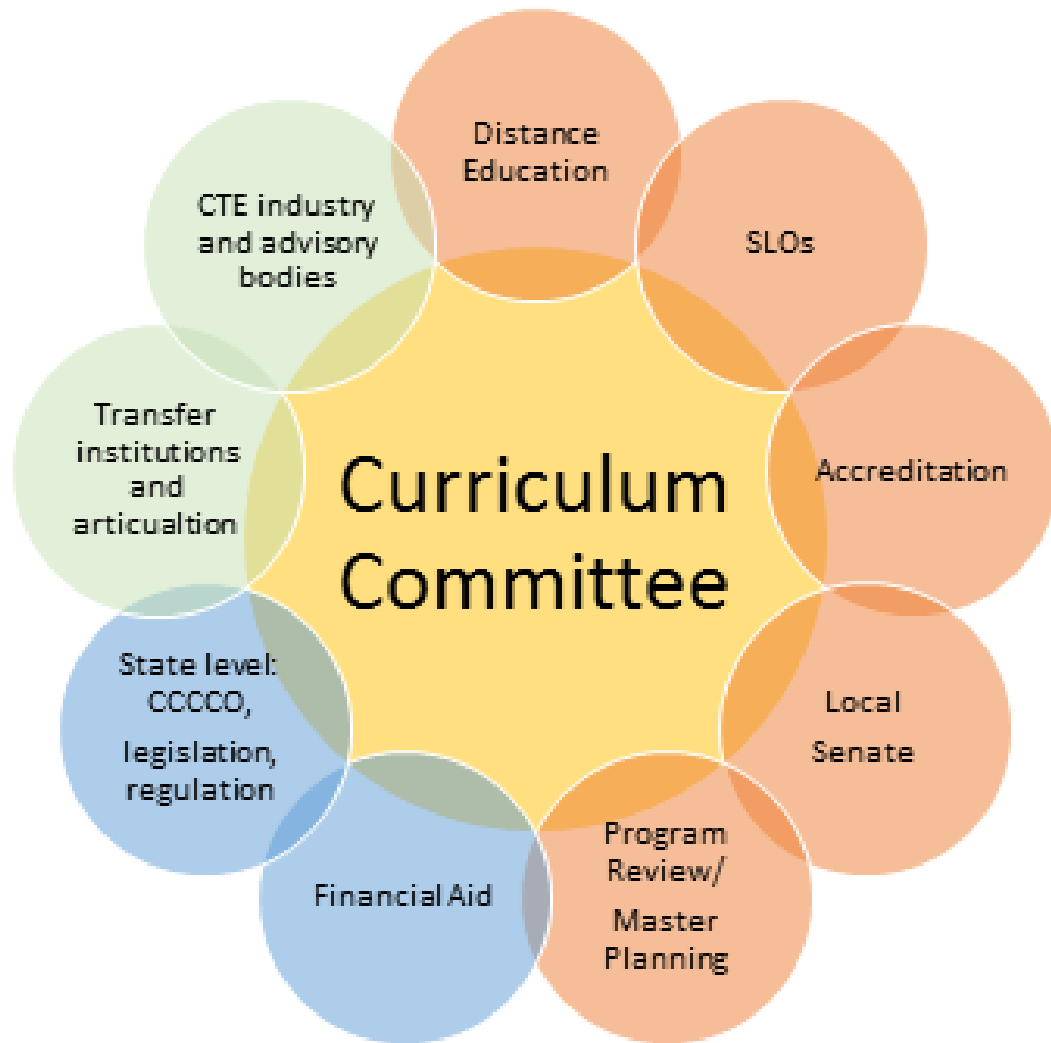 Distance
Education
SLOs
Accreditation
Local
Senate
Program
Review/
Master
Planning
Financial Aid
State level:
CCCCO,
legislation,
regulation
Transfer
institutions
and
articualtion
CTE industry
and advisory
bodies
Curriculum
Committee